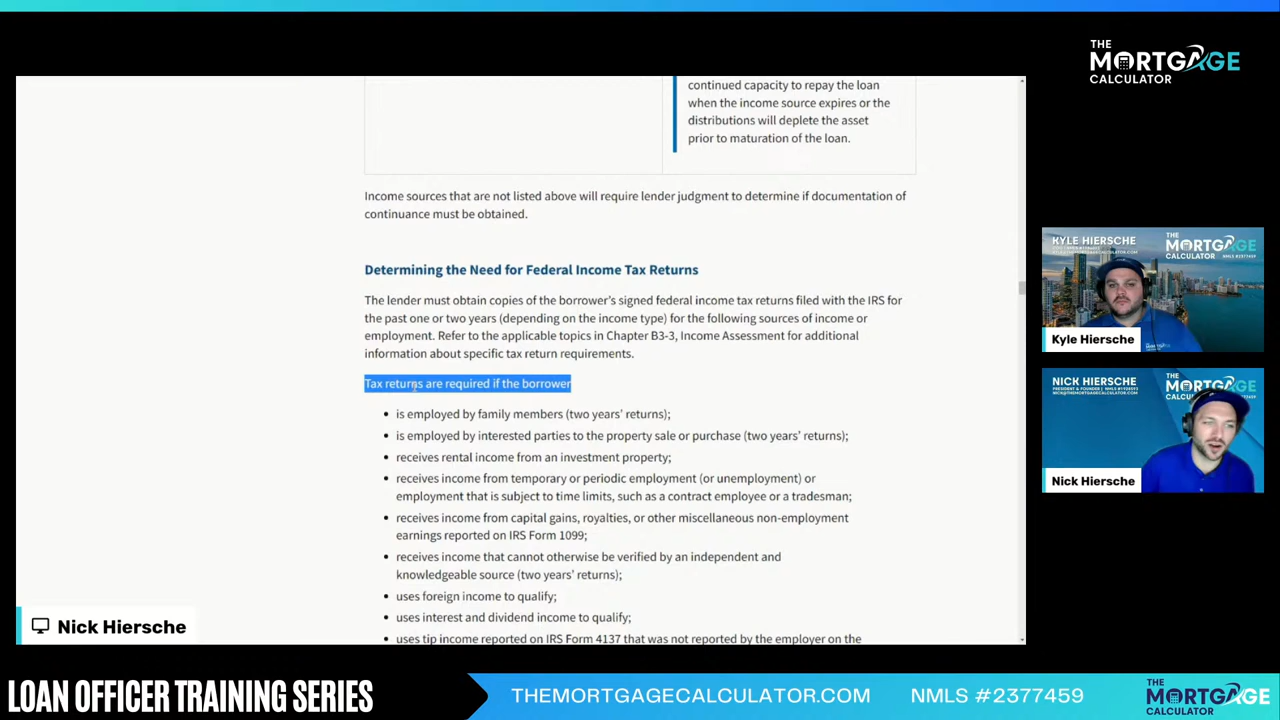 THE
MORTGAGE
CALCULATOR
continued capacity to repay the loan
when the income source expires or the
distributions will deplete the asset
prior to maturation of the loan.
Income sources that are not listed above will require lender judgment to determine if documentation of
continuance must be obtained.
Determining the Need for Federal Income Tax Returns
The lender must obtain copies of the borrower's signed federal income tax returns filed with the IRS for
the past one or two years (depending on the income type) for the following sources of income or
employment. Refer to the applicable topics in Chapter B3-3, Income Assessment for additional
information about specific tax return requirements.
Tax returns are required if the borrower
• is employed by family members (two years' returns);
• is employed by interested parties to the property sale or purchase (two years' returns);
• receives rental income from an investment property;
• receives income from temporary or periodic employment (or unemployment) or
employment that is subject to time limits, such as a contract employee or a tradesman;
• receives income from capital gains, royalties, or other miscellaneous non-employment
earnings reported on IRS Form 1099;
• receives income that cannot otherwise be verified by an independent and
knowledgeable source (two years' returns);
• uses foreign income to qualify;
• uses interest and dividend income to qualify;
• uses tip income reported on IRS Form 4137 that was not reported by the employer on the
KYLE HIERSCHE
THE
MORTGAGE
CALCULATOR
Kyle Hiersche
NICK HIERSCHE
THE
Nick Hiersche
Nick Hiersche
LOAN OFFICER TRAINING SERIES
THEMORTGAGECALCULATOR.COM
NMLS #2377459
THE
MORTGAGE
CALCULATOR